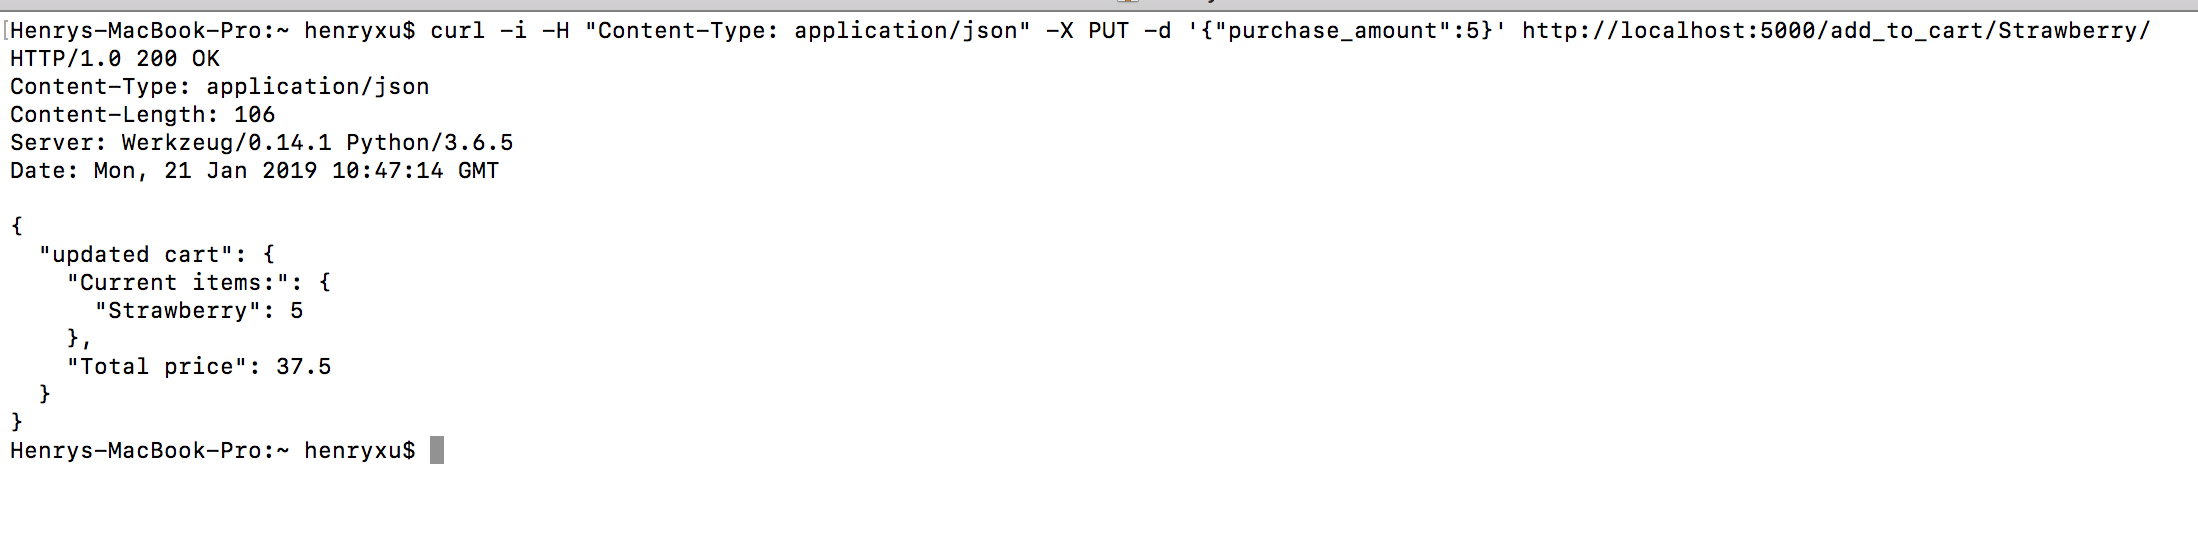 Henrys-MacBook-Pro:~ henryxu$ curl -i -H "Content-Type: application/json" -X PUT -d '{"purchase_amount":5}' http://localhost:5000/add_to_cart/Strawberry/
HTTP/1.0 200 OK
Content-Type: application/json
Content-Length: 106
Server: Werkzeug/0.14.1 Python/3.6.5
Date: Mon, 21 Jan 2019 10:47:14 GMT

{
  "updated cart": {
    "Current items:": {
      "Strawberry": 5
    },
    "Total price": 37.5
  }
}
Henrys-MacBook-Pro:~ henryxu$